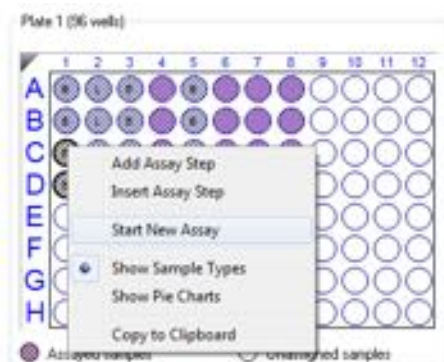 Plate 1 (96 wells)
1 2 3 4 5 6 7 8 9 10 11 12
A
B
C
D
E
F
G
H
Add Assay Step
Insert Assay Step
Start New Assay
Show Sample Types
Show Pie Charts
Copy to Clipboard
Assayed samples
Unassigned samples